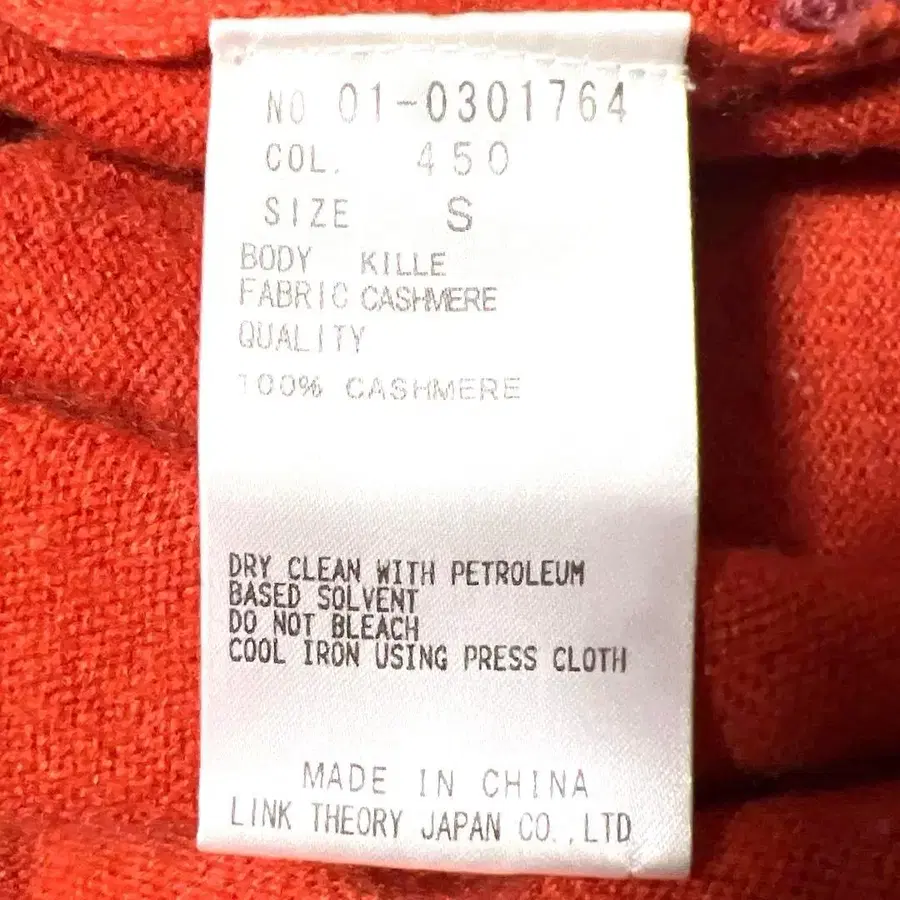 NO 01-0301764
COL. 450
SIZE S
BODY KILLE
FABRIC CASHMERE
QUALITY
100% CASHMERE
DRY CLEAN WITH PETROLEUM
BASED SOLVENT
DO NOT BLEACH
COOL IRON USING PRESS CLOTH
MADE IN CHINA
LINK THEORY JAPAN CO.,LTD